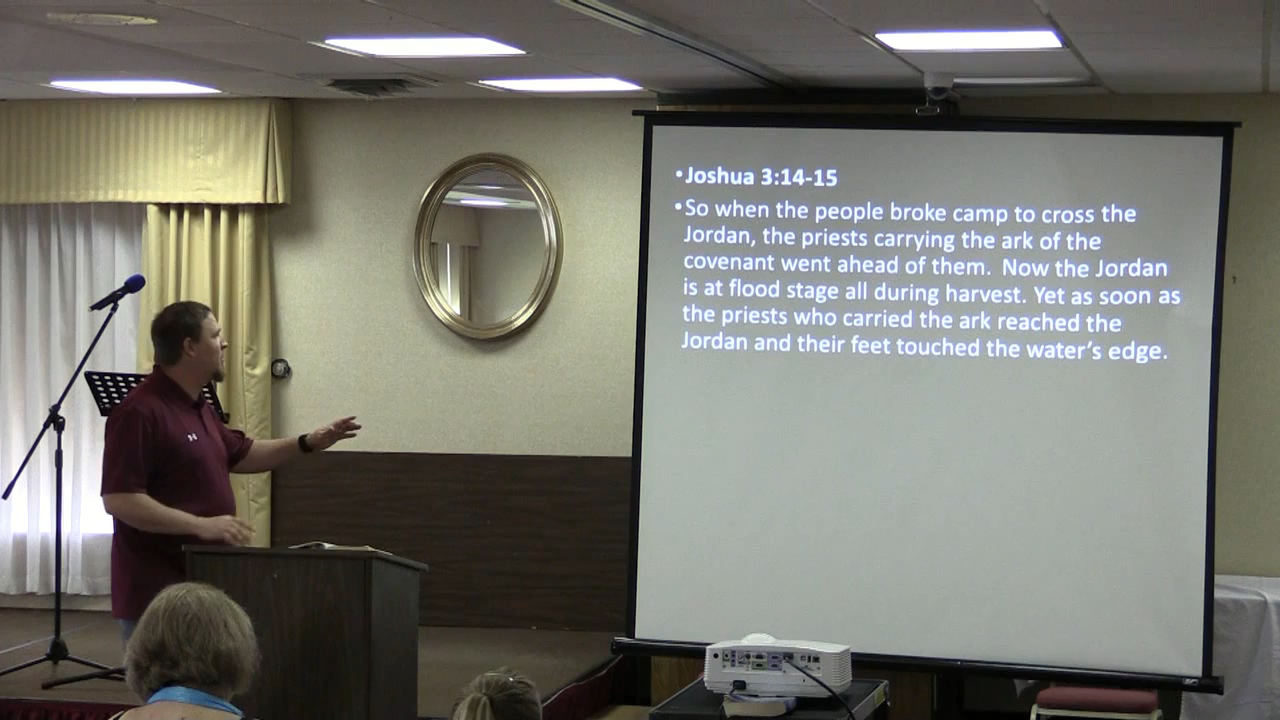 •Joshua 3:14-15
•So when the people broke camp to cross the
Jordan, the priests carrying the ark of the
covenant went ahead of them.  Now the Jordan
is at flood stage all during harvest. Yet as soon as
the priests who carried the ark reached the
Jordan and their feet touched the water’s edge.